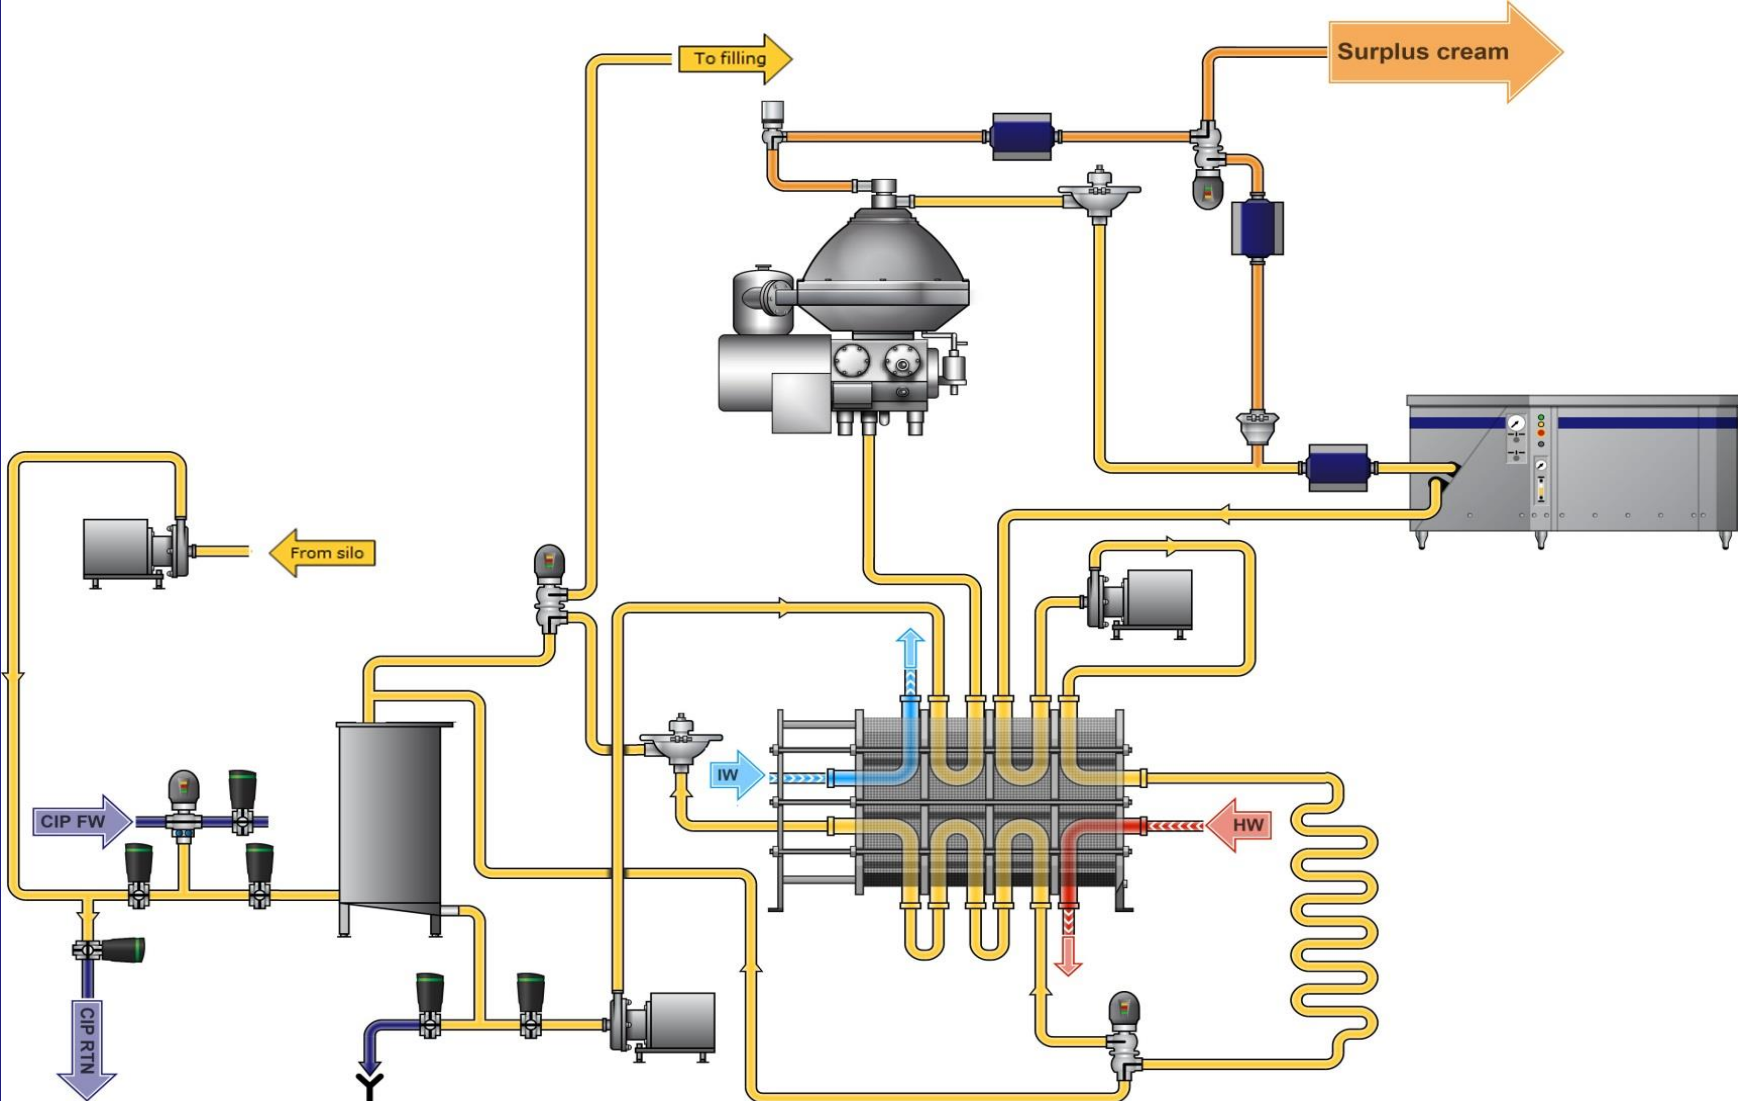 To filling
Surplus cream
From silo
IW
CIP FW
HW
CIP RTN